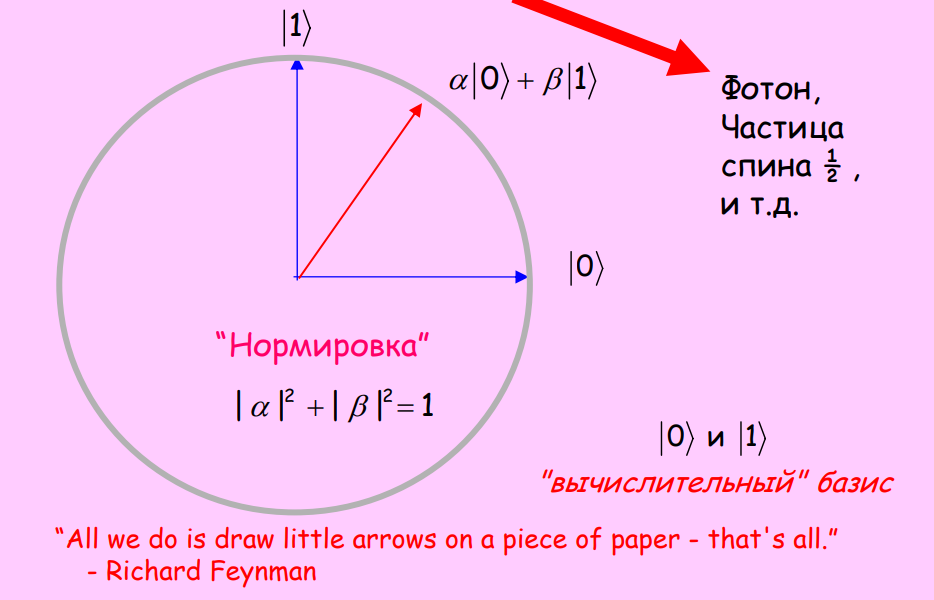 |1⟩
α|0⟩ + β|1⟩
Фотон,
Частица
спина ½ ,
и т.д.
|0⟩
“Нормировка”
| α |² + | β |² = 1
|0⟩ и |1⟩
"вычислительный" базис
“All we do is draw little arrows on a piece of paper - that's all.”
- Richard Feynman